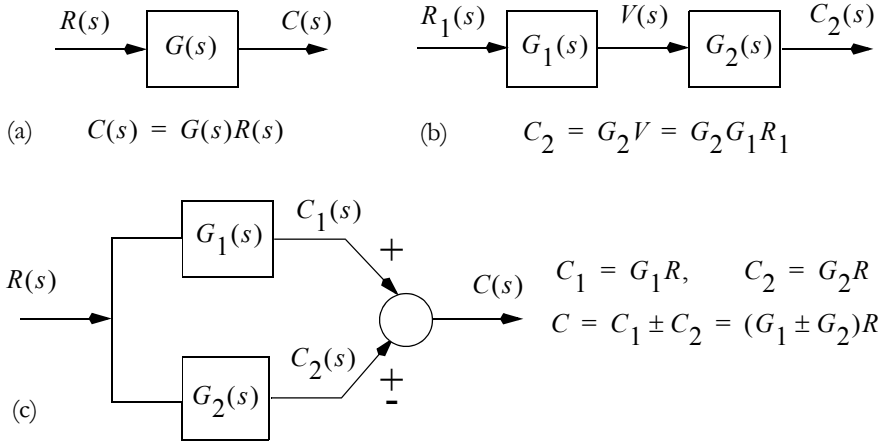 R(s) G(s) C(s)
(a) C(s) = G(s)R(s)
R₁(s) G₁(s) V(s) G₂(s) C₂(s)
(b) C₂ = G₂V = G₂G₁R₁
R(s)
G₁(s) C₁(s) +
G₂(s) C₂(s) ±
C(s)
(c)
C₁ = G₁R, C₂ = G₂R
C = C₁ ± C₂ = (G₁ ± G₂)R